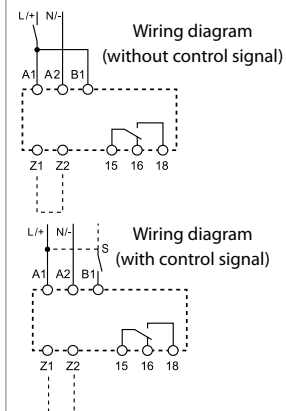 L/+ N/-
Wiring diagram
(without control signal)
A1 A2 B1
Z1 Z2 15 16 18
L/+ N/-
Wiring diagram
(with control signal)
S
A1 A2 B1
Z1 Z2 15 16 18